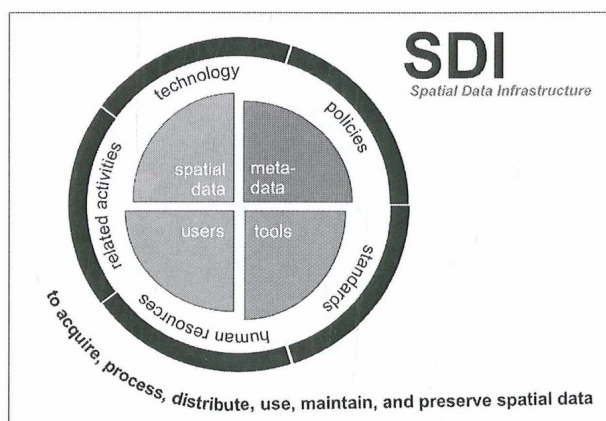 SDI
Spatial Data Infrastructure
technology
policies
standards
human resources
related activities
spatial
data
meta-
data
users
tools
to acquire, process, distribute, use, maintain, and preserve spatial data